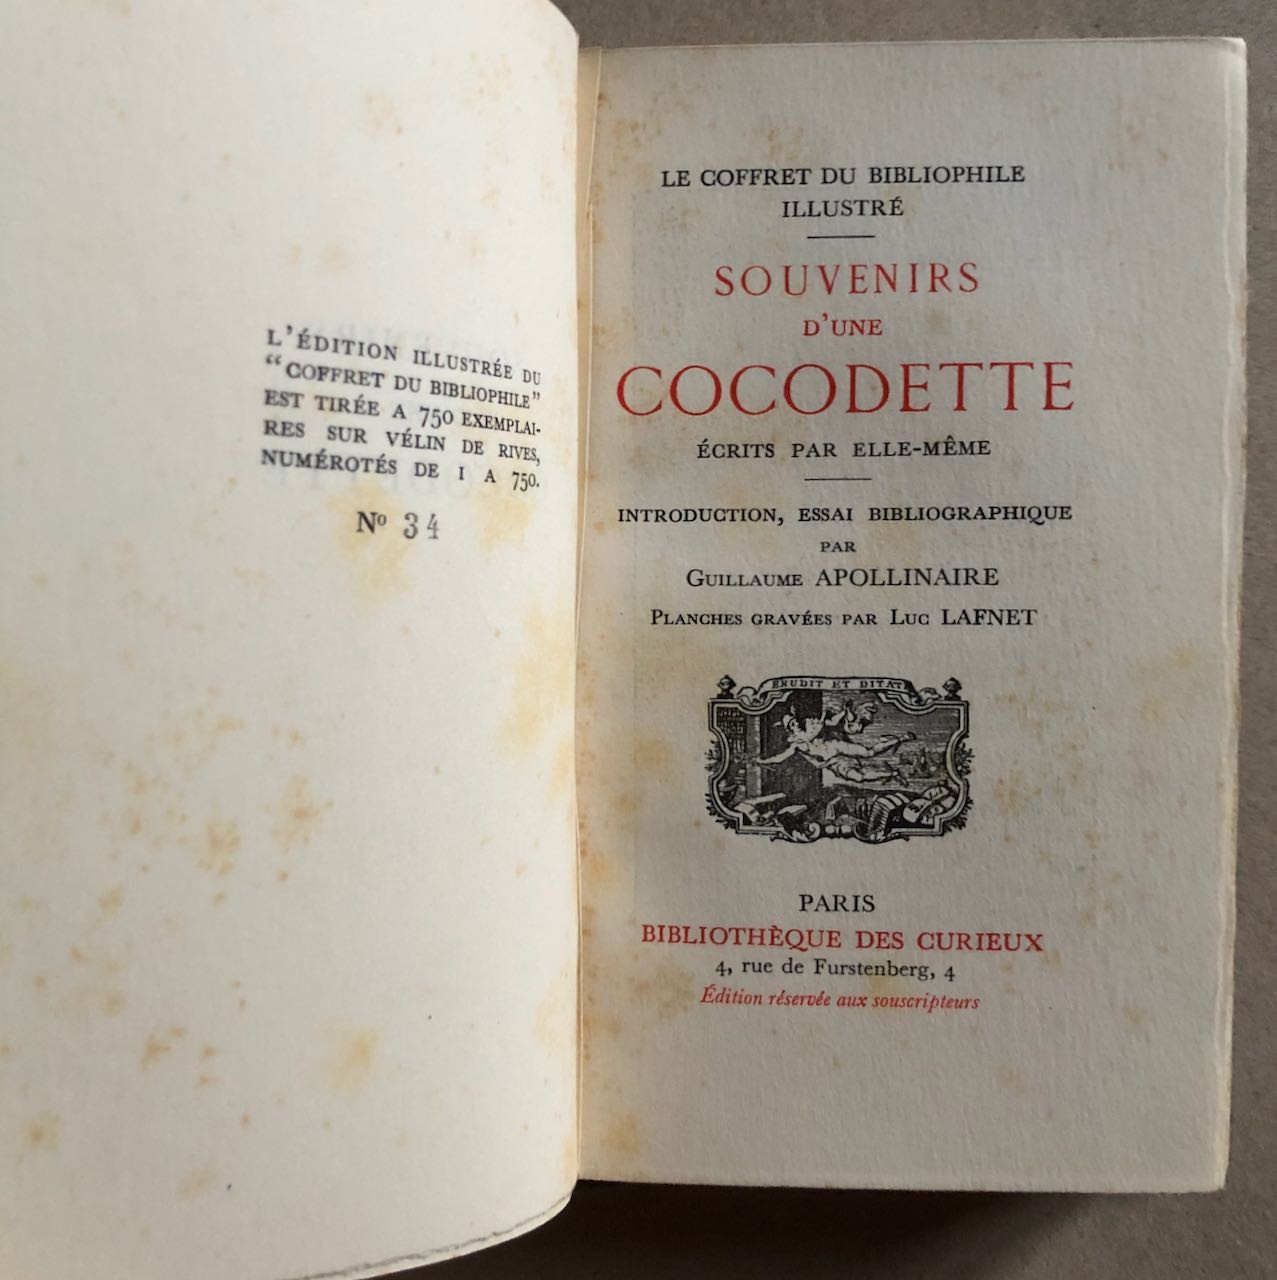 L'ÉDITION ILLUSTRÉE DU
"COFFRET DU BIBLIOPHILE"
EST TIRÉE A 750 EXEMPLAI-
RES SUR VÉLIN DE RIVES,
NUMÉROTÉS DE I A 750.
Nº 34
LE COFFRET DU BIBLIOPHILE
ILLUSTRÉ
SOUVENIRS
D'UNE
COCODETTE
ÉCRITS PAR ELLE-MÊME
INTRODUCTION, ESSAI BIBLIOGRAPHIQUE
PAR
GUILLAUME APOLLINAIRE
PLANCHES GRAVÉES PAR LUC LAFNET
ERUDIT ET DITAT
PARIS
BIBLIOTHÈQUE DES CURIEUX
4, rue de Furstenberg, 4
Édition réservée aux souscripteurs